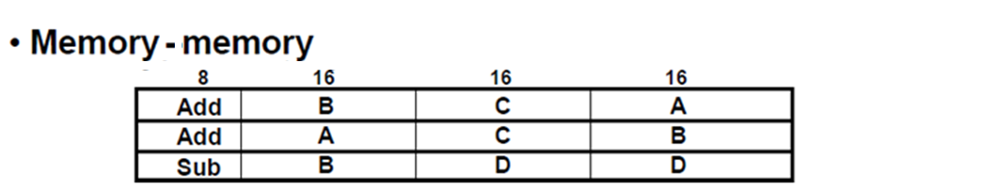 • Memory - memory
8 16 16 16
Add B C A
Add A C B
Sub B D D